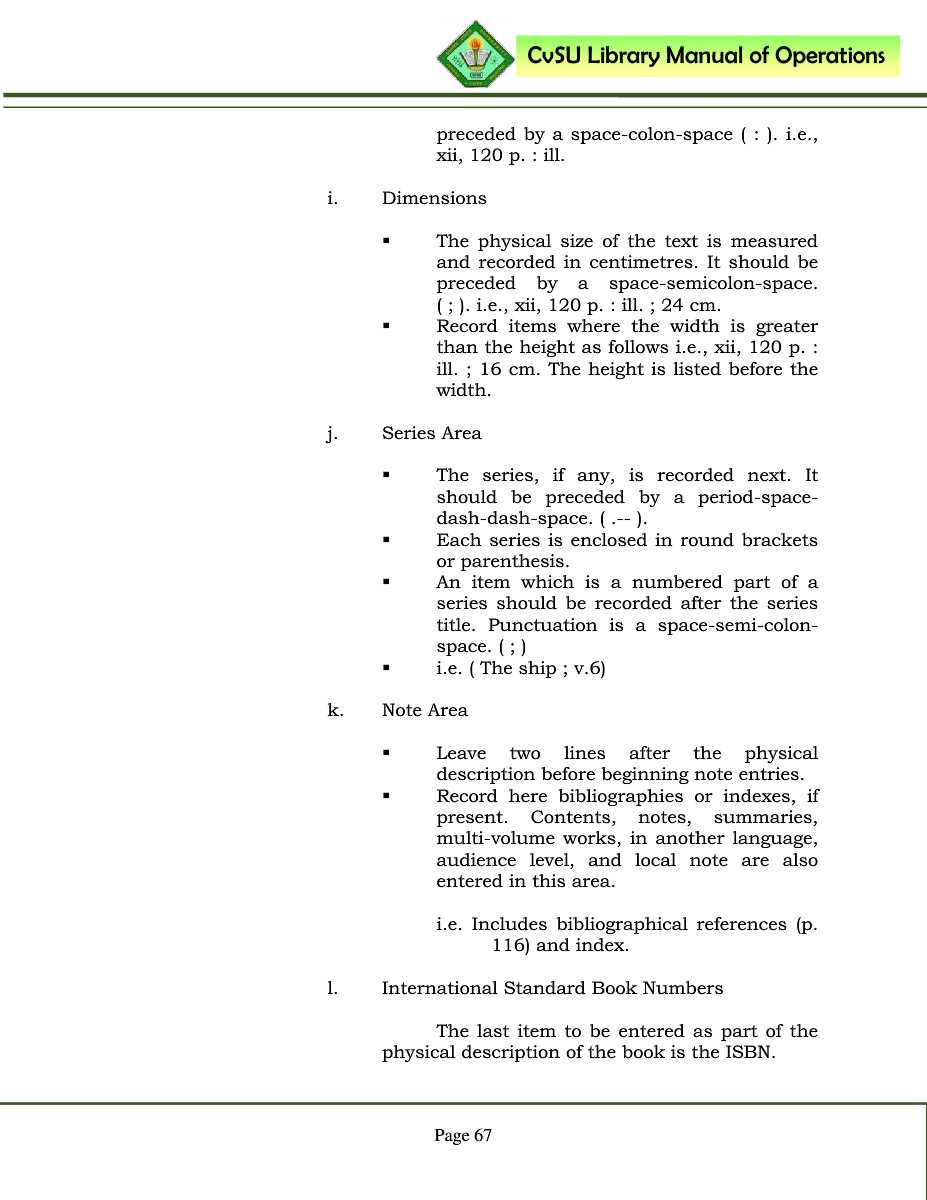 CvSU Library Manual of Operations
preceded by a space-colon-space ( : ). i.e.,
xii, 120 p. : ill.
i. Dimensions
▪ The physical size of the text is measured
and recorded in centimetres. It should be
preceded by a space-semicolon-space.
( ; ). i.e., xii, 120 p. : ill. ; 24 cm.
▪ Record items where the width is greater
than the height as follows i.e., xii, 120 p. :
ill. ; 16 cm. The height is listed before the
width.
j. Series Area
▪ The series, if any, is recorded next. It
should be preceded by a period-space-
dash-dash-space. ( .-- ).
▪ Each series is enclosed in round brackets
or parenthesis.
▪ An item which is a numbered part of a
series should be recorded after the series
title. Punctuation is a space-semi-colon-
space. ( ; )
▪ i.e. ( The ship ; v.6)
k. Note Area
▪ Leave two lines after the physical
description before beginning note entries.
▪ Record here bibliographies or indexes, if
present. Contents, notes, summaries,
multi-volume works, in another language,
audience level, and local note are also
entered in this area.
i.e. Includes bibliographical references (p.
116) and index.
l. International Standard Book Numbers
The last item to be entered as part of the
physical description of the book is the ISBN.
Page 67